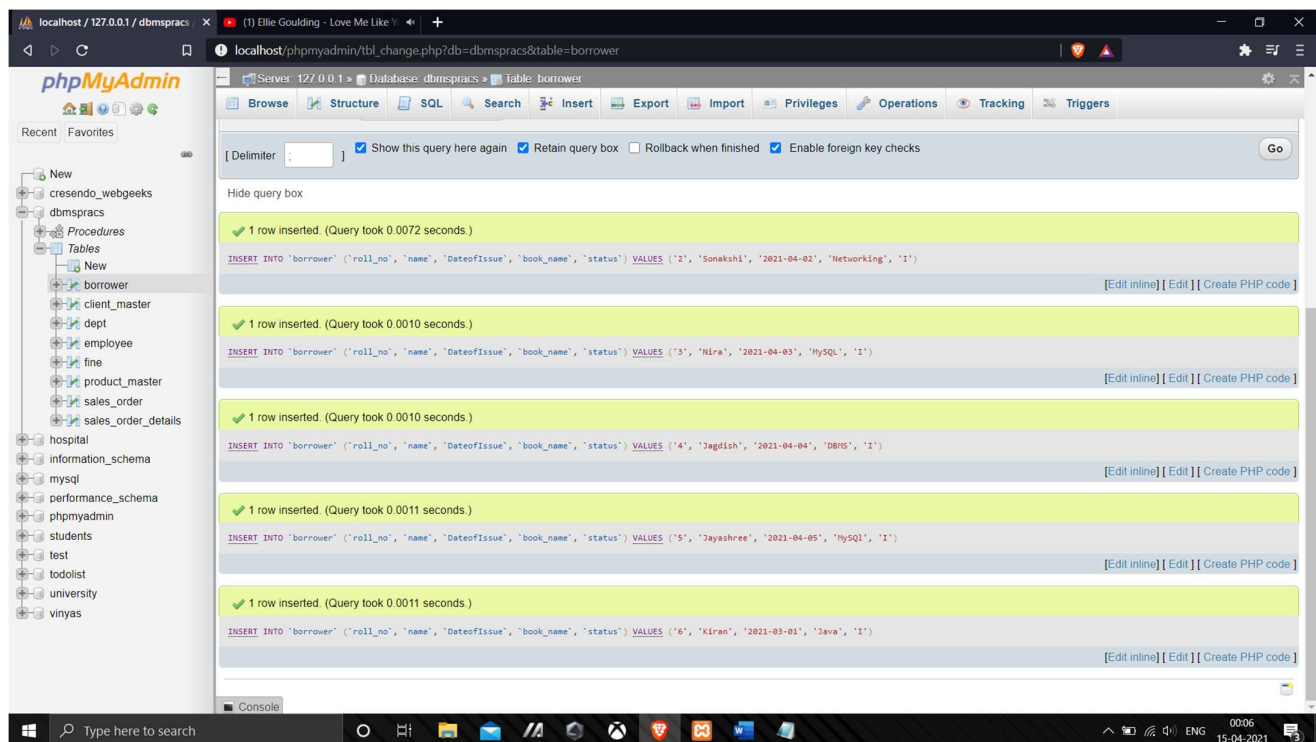 localhost / 127.0.0.1 / dbmspracs
(1) Ellie Goulding - Love Me Like Y
localhost/phpmyadmin/tbl_change.php?db=dbmspracs&table=borrower
phpMyAdmin
Recent Favorites
New
cresendo_webgeeks
dbmspracs
Procedures
Tables
New
borrower
client_master
dept
employee
fine
product_master
sales_order
sales_order_details
hospital
information_schema
mysql
performance_schema
phpmyadmin
students
test
todolist
university
vinyas
Server: 127.0.0.1 » Database: dbmspracs » Table: borrower
Browse Structure SQL Search Insert Export Import Privileges Operations Tracking Triggers
[ Delimiter ; ] Show this query here again Retain query box Rollback when finished Enable foreign key checks Go
Hide query box
1 row inserted. (Query took 0.0072 seconds.)
INSERT INTO `borrower` (`roll_no`, `name`, `DateofIssue`, `book_name`, `status`) VALUES ('2', 'Sonakshi', '2021-04-02', 'Networking', 'I')
[Edit inline] [ Edit ] [ Create PHP code ]
1 row inserted. (Query took 0.0010 seconds.)
INSERT INTO `borrower` (`roll_no`, `name`, `DateofIssue`, `book_name`, `status`) VALUES ('3', 'Nira', '2021-04-03', 'MySQL', 'I')
[Edit inline] [ Edit ] [ Create PHP code ]
1 row inserted. (Query took 0.0010 seconds.)
INSERT INTO `borrower` (`roll_no`, `name`, `DateofIssue`, `book_name`, `status`) VALUES ('4', 'Jagdish', '2021-04-04', 'DBMS', 'I')
[Edit inline] [ Edit ] [ Create PHP code ]
1 row inserted. (Query took 0.0011 seconds.)
INSERT INTO `borrower` (`roll_no`, `name`, `DateofIssue`, `book_name`, `status`) VALUES ('5', 'Jayashree', '2021-04-05', 'MySQl', 'I')
[Edit inline] [ Edit ] [ Create PHP code ]
1 row inserted. (Query took 0.0011 seconds.)
INSERT INTO `borrower` (`roll_no`, `name`, `DateofIssue`, `book_name`, `status`) VALUES ('6', 'Kiran', '2021-03-01', 'Java', 'I')
[Edit inline] [ Edit ] [ Create PHP code ]
Console
Type here to search
ENG
00:06
15-04-2021